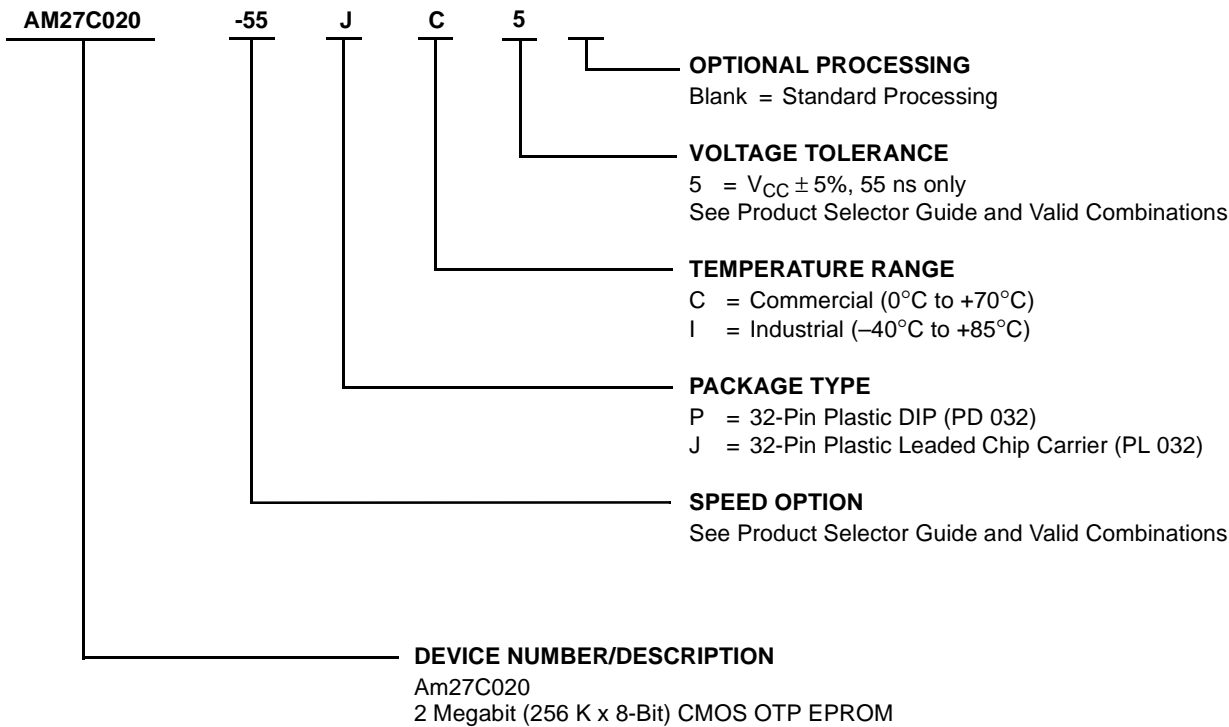 AM27C020 -55 J C 5
OPTIONAL PROCESSING
Blank = Standard Processing
VOLTAGE TOLERANCE
5 = VCC ± 5%, 55 ns only
See Product Selector Guide and Valid Combinations
TEMPERATURE RANGE
C = Commercial (0°C to +70°C)
I = Industrial (–40°C to +85°C)
PACKAGE TYPE
P = 32-Pin Plastic DIP (PD 032)
J = 32-Pin Plastic Leaded Chip Carrier (PL 032)
SPEED OPTION
See Product Selector Guide and Valid Combinations
DEVICE NUMBER/DESCRIPTION
Am27C020
2 Megabit (256 K x 8-Bit) CMOS OTP EPROM